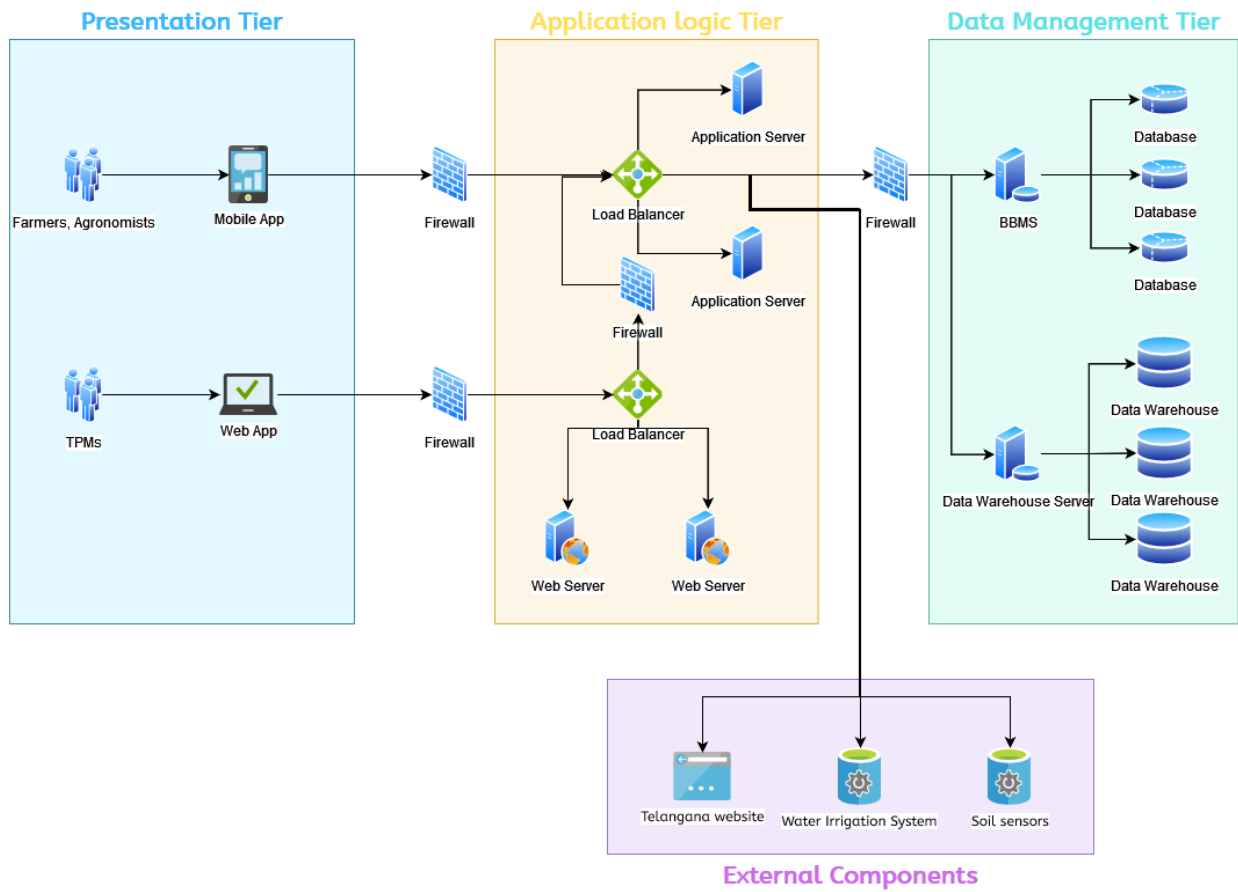 Presentation Tier
Application logic Tier
Data Management Tier
Farmers, Agronomists
Mobile App
Firewall
Load Balancer
Application Server
Application Server
Firewall
Firewall
BBMS
Database
Database
Database
TPMs
Web App
Firewall
Load Balancer
Web Server
Web Server
Data Warehouse Server
Data Warehouse
Data Warehouse
Data Warehouse
Telangana website
Water Irrigation System
Soil sensors
External Components